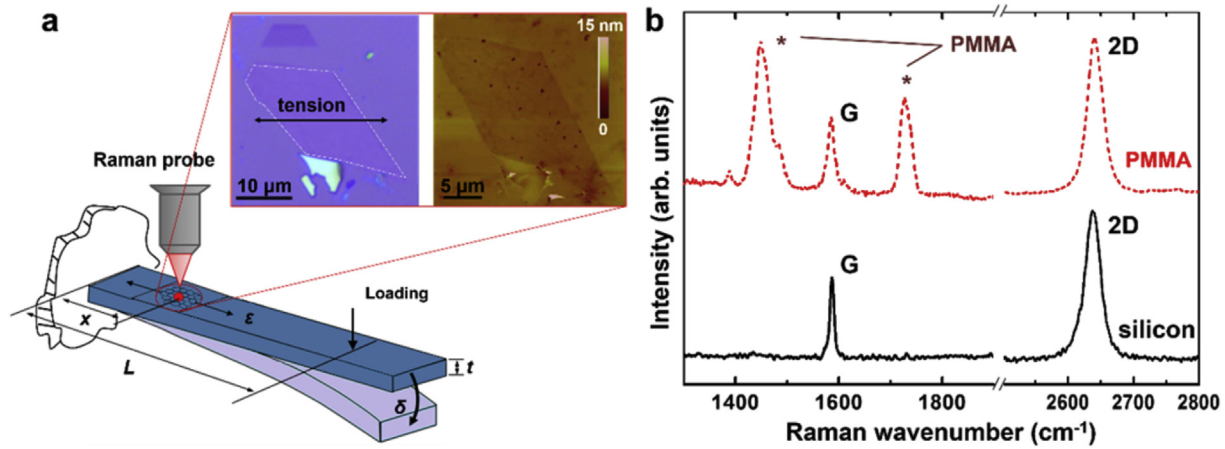 a
15 nm
0
tension
10 µm
5 µm
Raman probe
Loading
x
ε
L
t
δ
b
Intensity (arb. units)
*
PMMA
*
2D
G
PMMA
2D
G
silicon
1400
1600
1800
2600
2700
2800
Raman wavenumber (cm⁻¹)